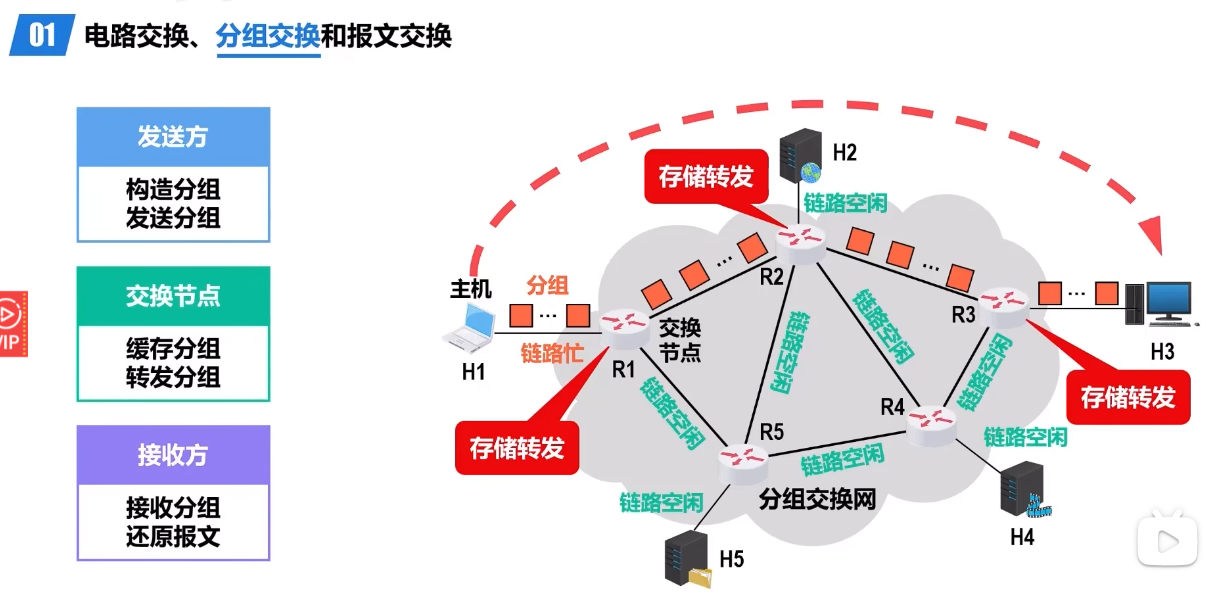 01 电路交换、分组交换和报文交换
发送方
构造分组
发送分组
交换节点
缓存分组
转发分组
接收方
接收分组
还原报文
VIP
H2
存储转发
链路空闲
R2
主机
分组
...
...
...
...
链路忙
H1
R1
交换
节点
R3
H3
链路空闲
链路空闲
链路空闲
链路空闲
存储转发
存储转发
R4
R5
链路空闲
链路空闲
链路空闲
分组交换网
H4
H5